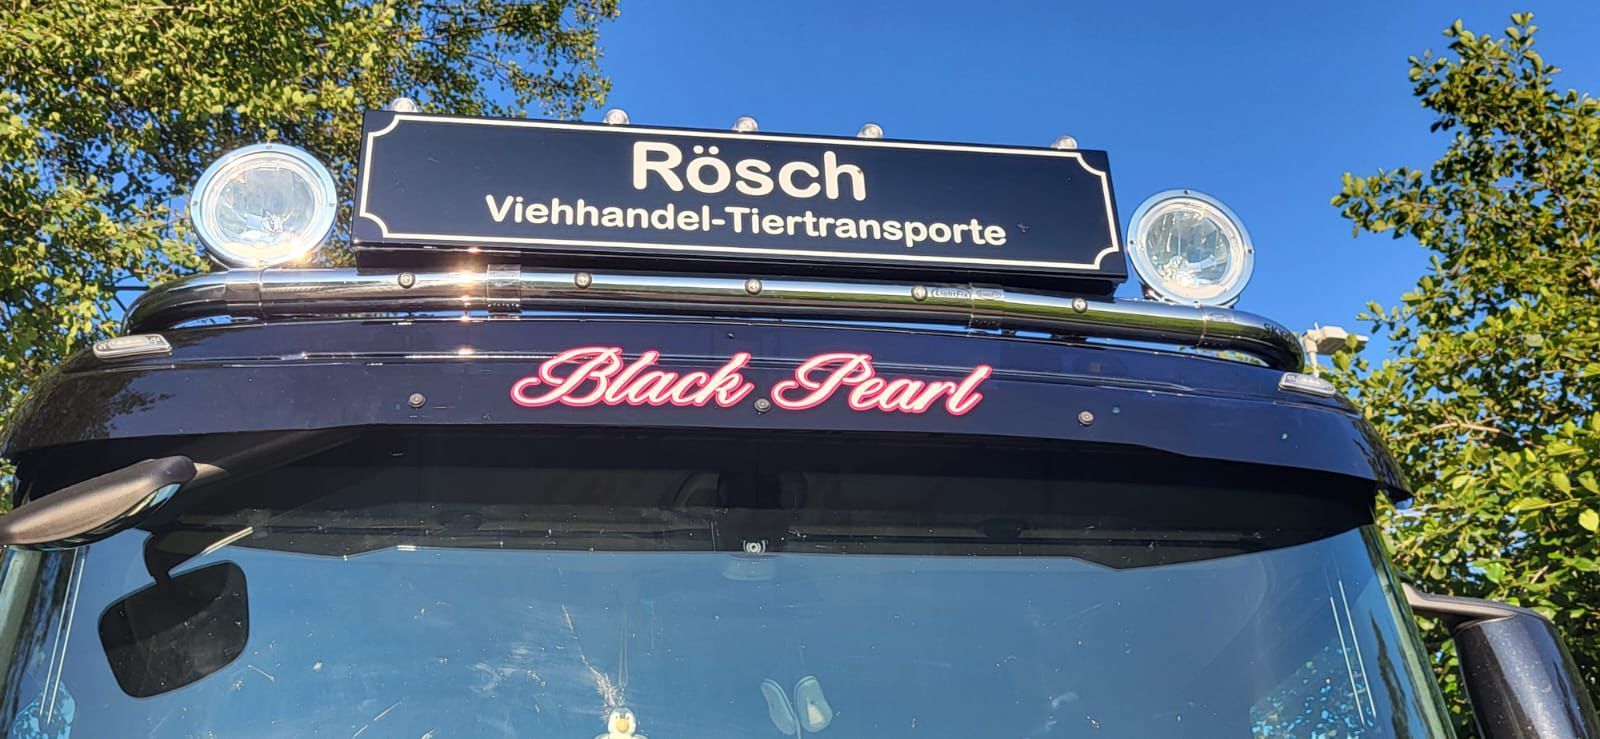 Rösch
Viehhandel-Tiertransporte
Black Pearl